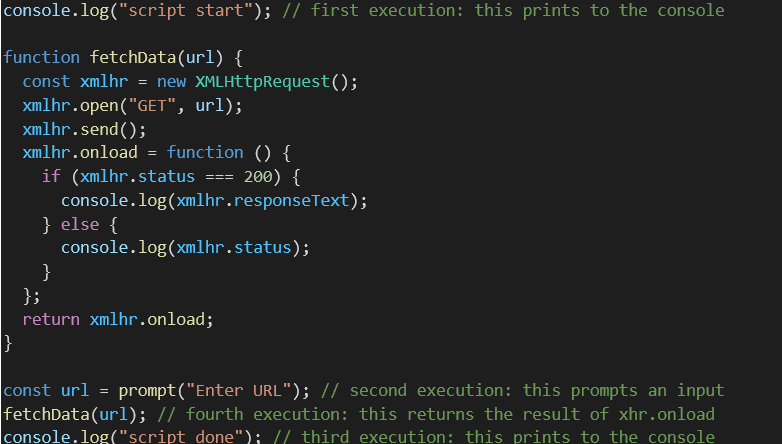 console.log("script start"); // first execution: this prints to the console
function fetchData(url) {
const xmlhr = new XMLHttpRequest();
xmlhr.open("GET", url);
xmlhr.send();
xmlhr.onload = function () {
if (xmlhr.status === 200) {
console.log(xmlhr.responseText);
} else {
console.log(xmlhr.status);
}
};
return xmlhr.onload;
}
const url = prompt("Enter URL"); // second execution: this prompts an input
fetchData(url); // fourth execution: this returns the result of xhr.onload
console.log("script done"); // third execution: this prints to the console